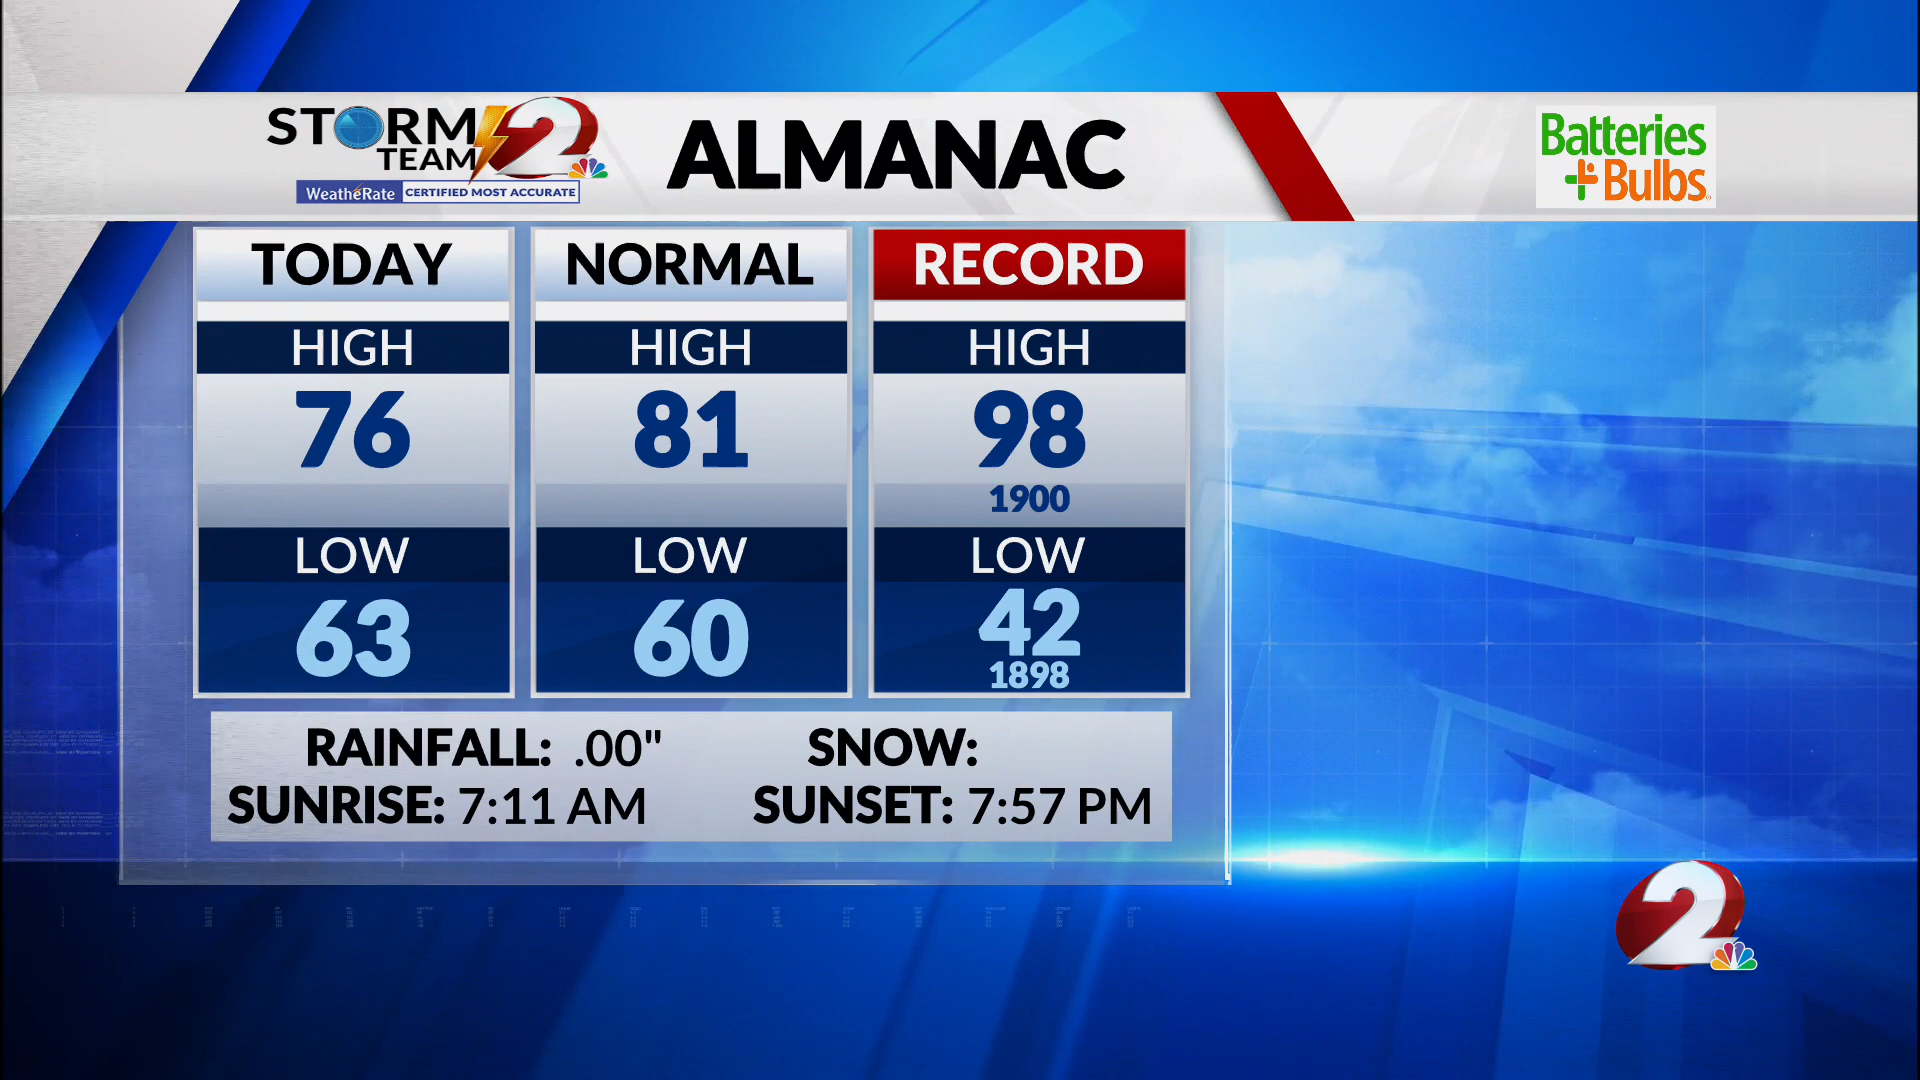 STORM
TEAM
2
WeatheRate CERTIFIED MOST ACCURATE
ALMANAC
Batteries
+Bulbs
TODAY
HIGH
76
LOW
63
NORMAL
HIGH
81
LOW
60
RECORD
HIGH
98
1900
LOW
42
1898
RAINFALL: .00" SNOW:
SUNRISE: 7:11 AM SUNSET: 7:57 PM
2